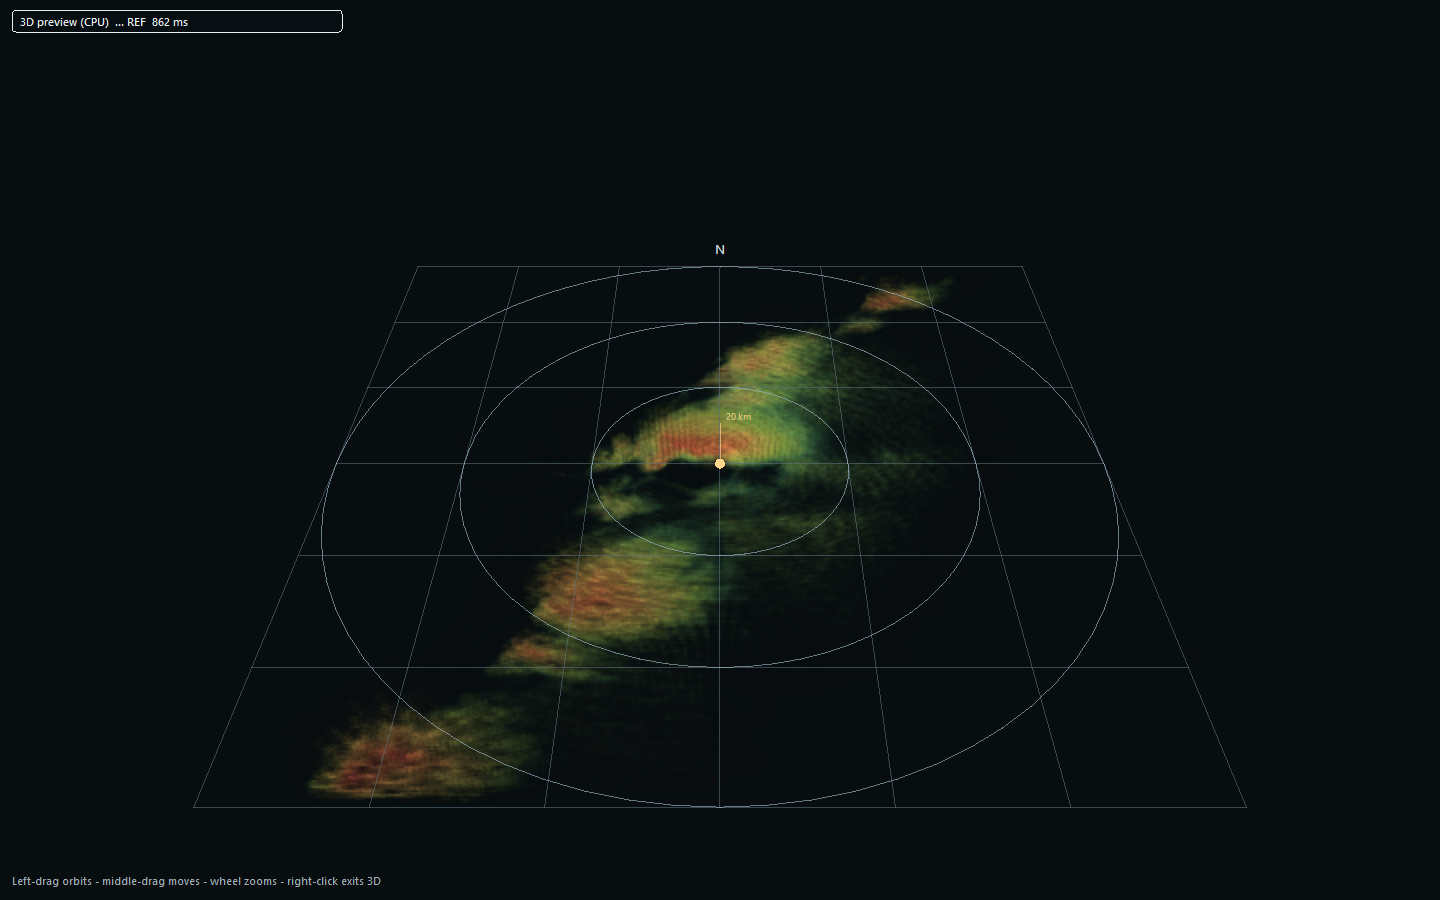 3D preview (CPU) ... REF 862 ms
N
20 km
Left-drag orbits - middle-drag moves - wheel zooms - right-click exits 3D